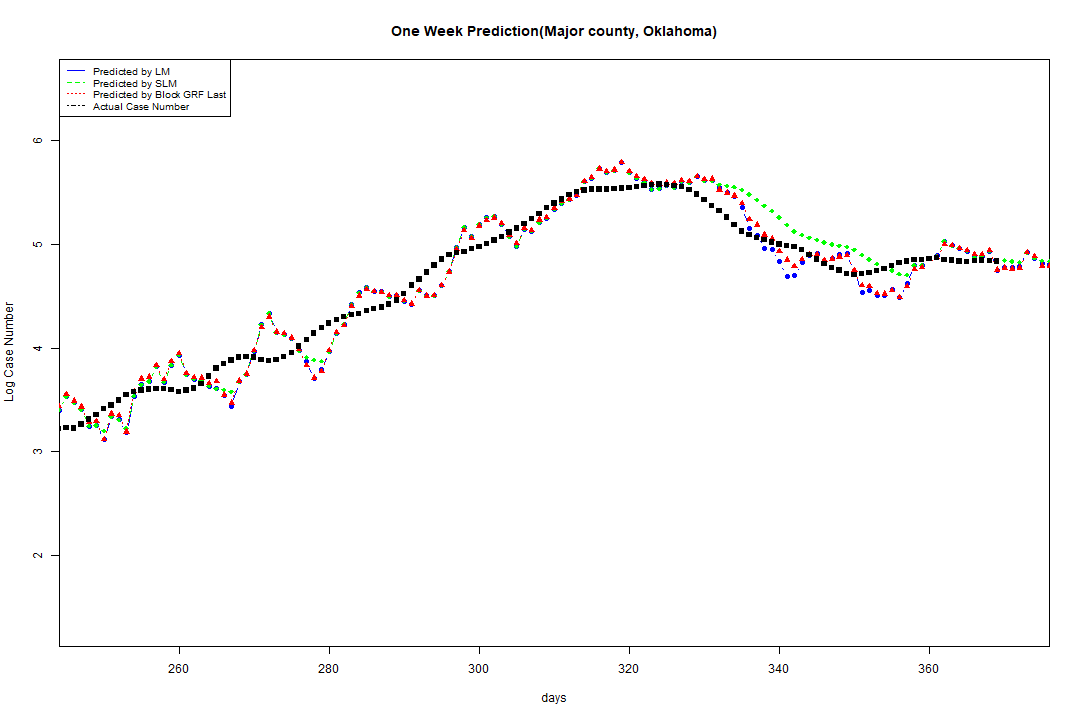 One Week Prediction(Major county, Oklahoma)
Predicted by LM
Predicted by SLM
Predicted by Block GRF Last
Actual Case Number
6
5
4
3
2
Log Case Number
260 280 300 320 340 360
days